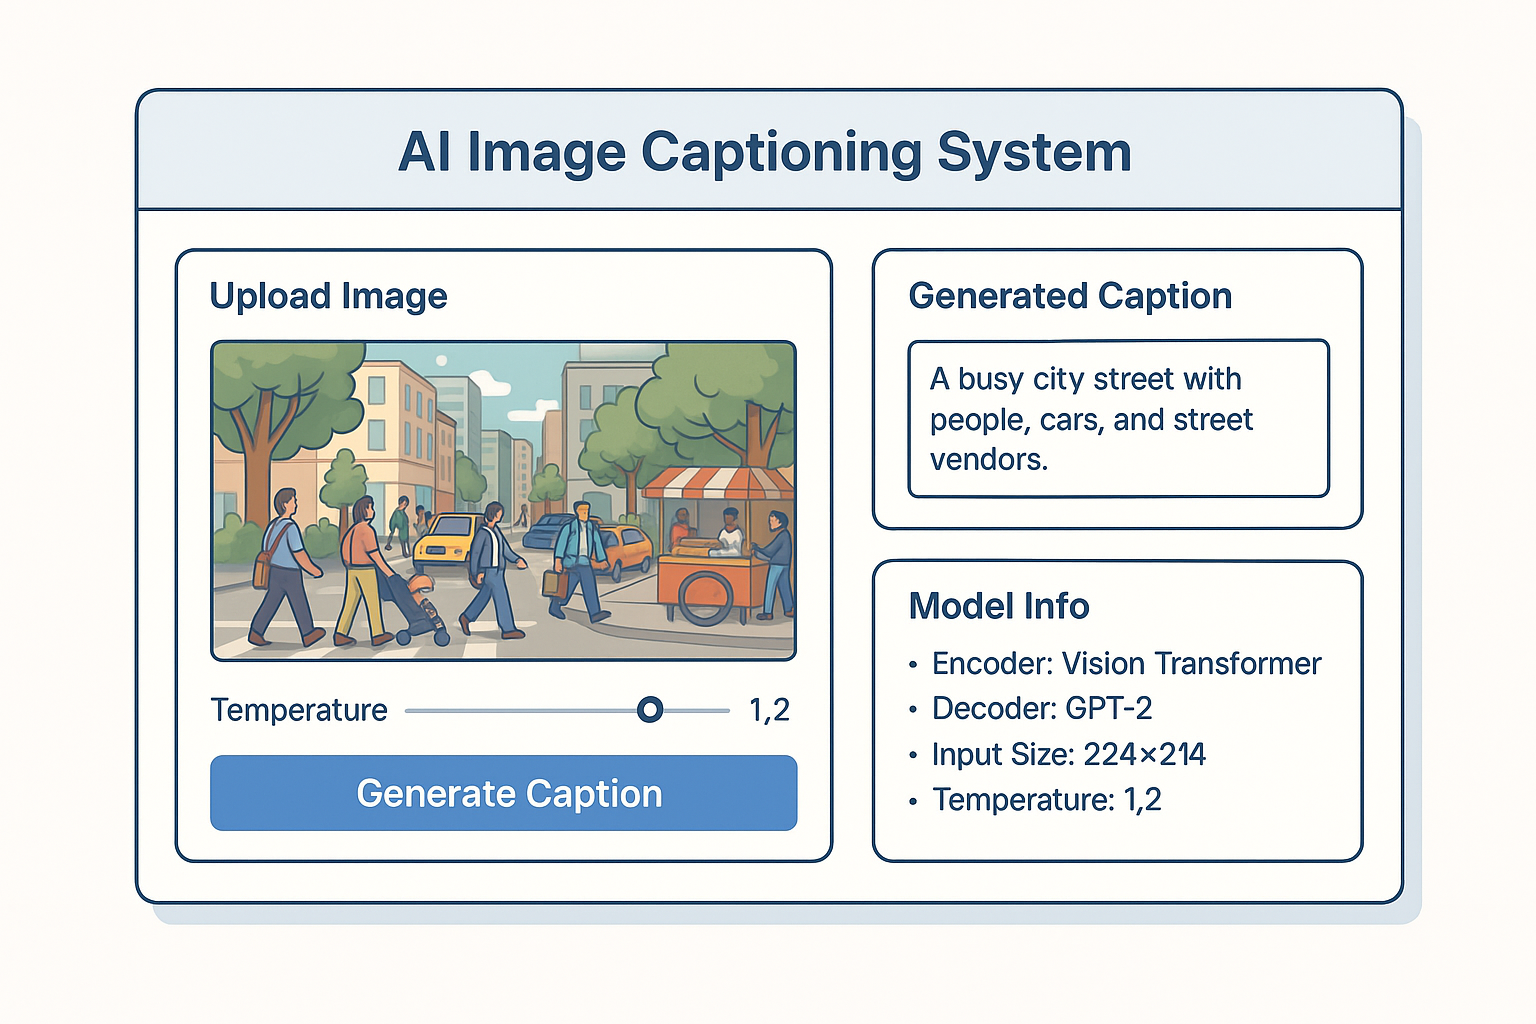 AI Image Captioning System
Upload Image
Temperature 1,2
Generate Caption
Generated Caption
A busy city street with
people, cars, and street
vendors.
Model Info
• Encoder: Vision Transformer
• Decoder: GPT-2
• Input Size: 224×214
• Temperature: 1,2